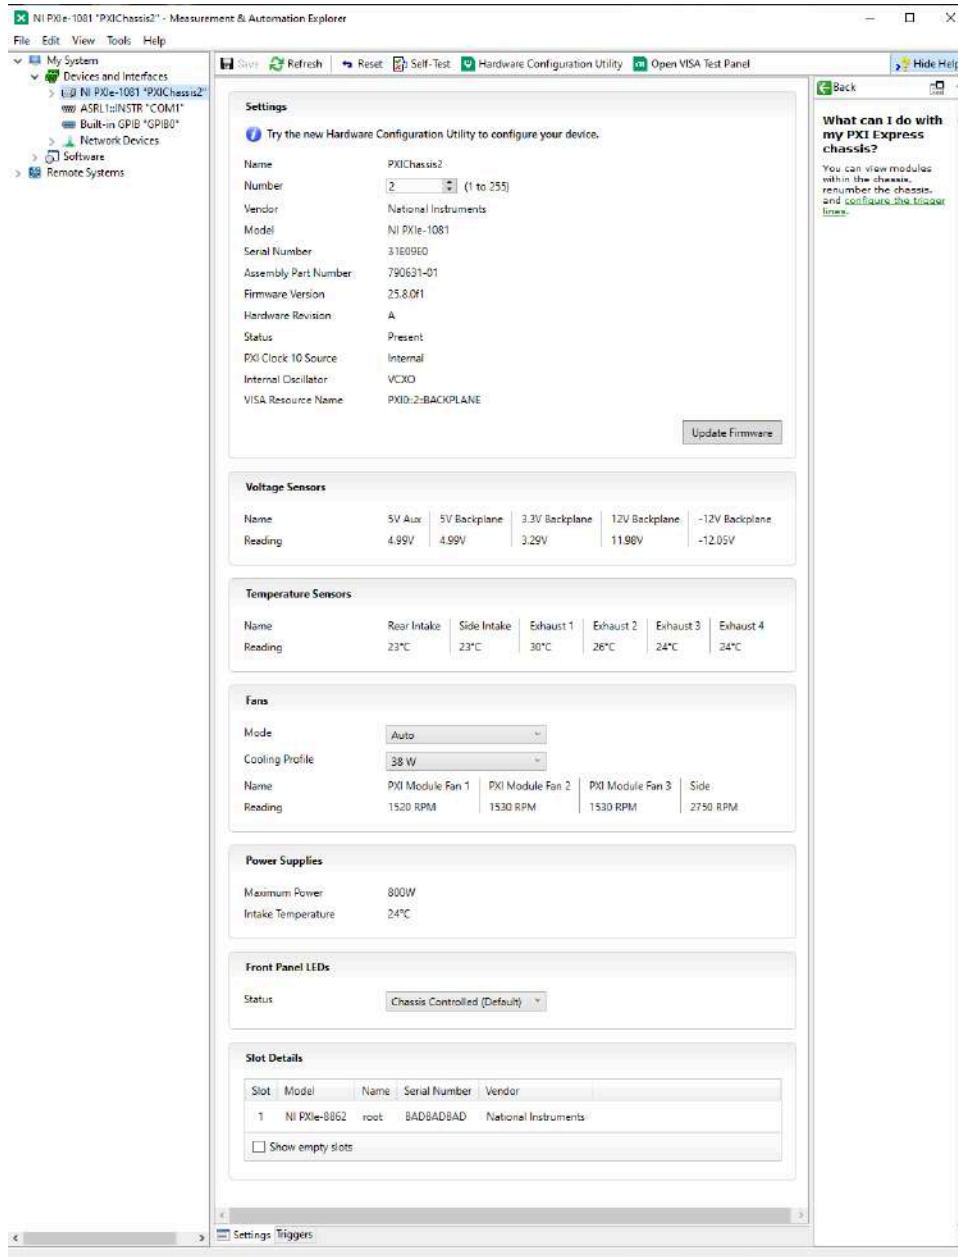 NI PXIe-1081 "PXIChassis2" - Measurement & Automation Explorer
File Edit View Tools Help
My System
Devices and Interfaces
NI PXIe-1081 "PXIChassis2"
ASRL1::INSTR "COM1"
Built-in GPIB "GPIB0"
Network Devices
Software
Remote Systems
Save Refresh Reset Self-Test Hardware Configuration Utility Open VISA Test Panel Hide Help
Settings
Try the new Hardware Configuration Utility to configure your device.
Name PXIChassis2
Number 2 (1 to 255)
Vendor National Instruments
Model NI PXIe-1081
Serial Number 31E09E0
Assembly Part Number 790631-01
Firmware Version 25.8.0f1
Hardware Revision A
Status Present
PXI Clock 10 Source Internal
Internal Oscillator VCXO
VISA Resource Name PXI0::2::BACKPLANE
Update Firmware
Voltage Sensors
Name 5V Aux 5V Backplane 3.3V Backplane 12V Backplane -12V Backplane
Reading 4.99V 4.99V 3.29V 11.98V -12.05V
Temperature Sensors
Name Rear Intake Side Intake Exhaust 1 Exhaust 2 Exhaust 3 Exhaust 4
Reading 23°C 23°C 30°C 26°C 24°C 24°C
Fans
Mode Auto
Cooling Profile 38 W
Name PXI Module Fan 1 PXI Module Fan 2 PXI Module Fan 3 Side
Reading 1520 RPM 1530 RPM 1530 RPM 2750 RPM
Power Supplies
Maximum Power 800W
Intake Temperature 24°C
Front Panel LEDs
Status Chassis Controlled (Default)
Slot Details
Slot Model Name Serial Number Vendor
1 NI PXIe-8862 root BADBADBAD National Instruments
Show empty slots
Settings Triggers
Back
What can I do with
my PXI Express
chassis?
You can view modules
within the chassis,
renumber the chassis,
and configure the trigger
lines.